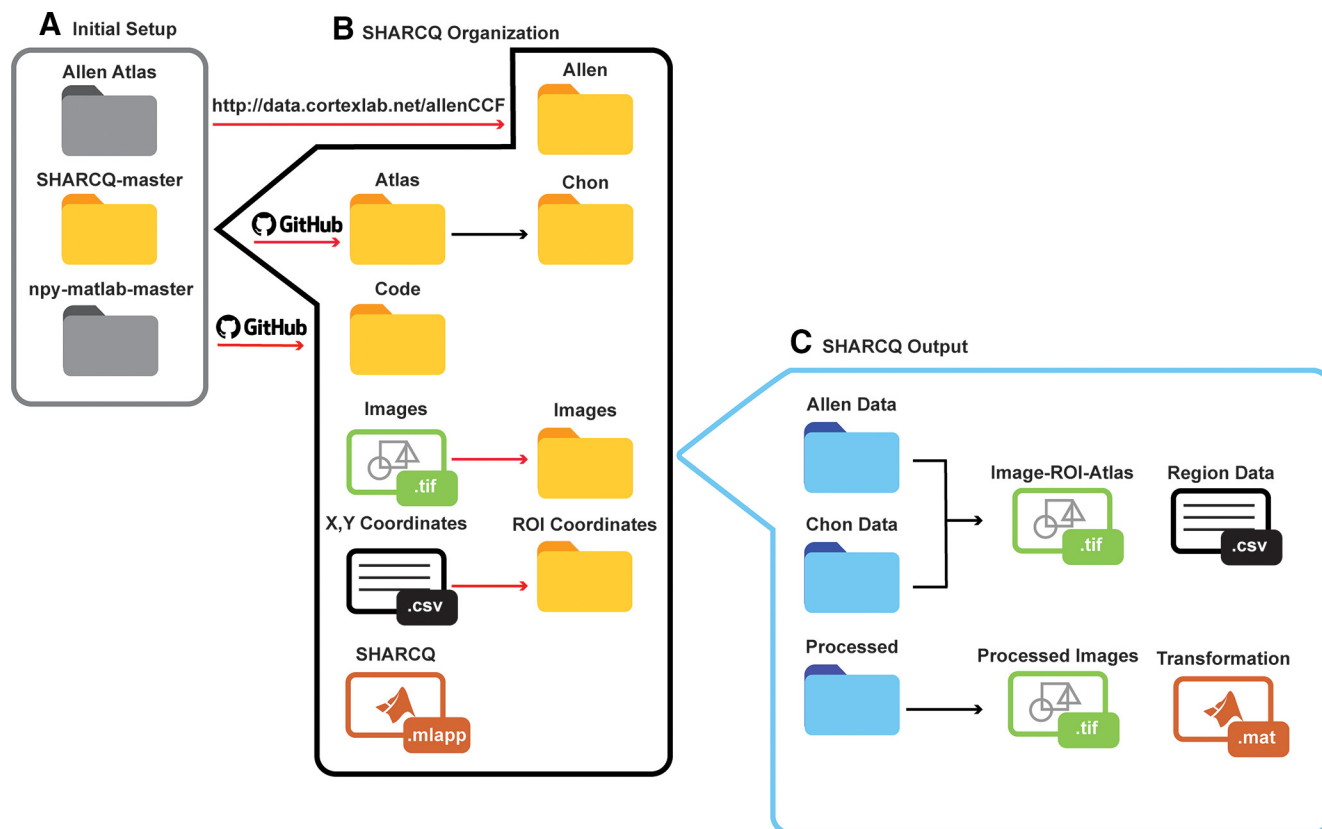 A Initial Setup
Allen Atlas
SHARCQ-master
npy-matlab-master
http://data.cortexlab.net/allenCCF
GitHub
GitHub
B SHARCQ Organization
Allen
Atlas
Chon
Code
Images
.tif
Images
X,Y Coordinates
.csv
ROI Coordinates
SHARCQ
.mlapp
C SHARCQ Output
Allen Data
Chon Data
Image-ROI-Atlas
.tif
Region Data
.csv
Processed
Processed Images
.tif
Transformation
.mat